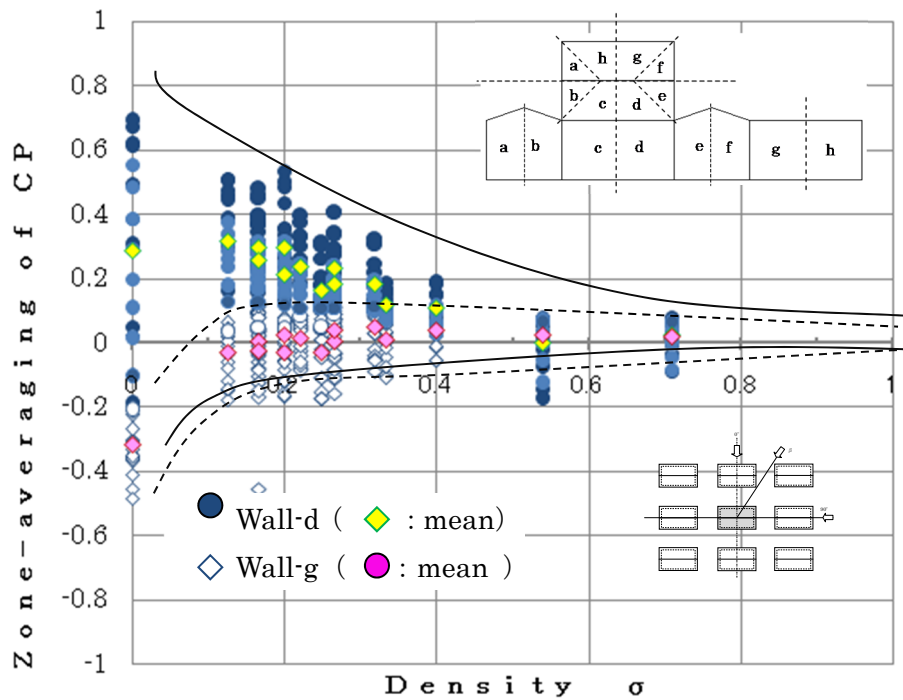 Zone-averaging of CP
1
0.8
0.6
0.4
0.2
0
-0.2
-0.4
-0.6
-0.8
-1
0 0.2 0.4 0.6 0.8 1
Density σ
a h g f
b c d e
a b c d e f g h
Wall-d ( : mean)
Wall-g ( : mean )